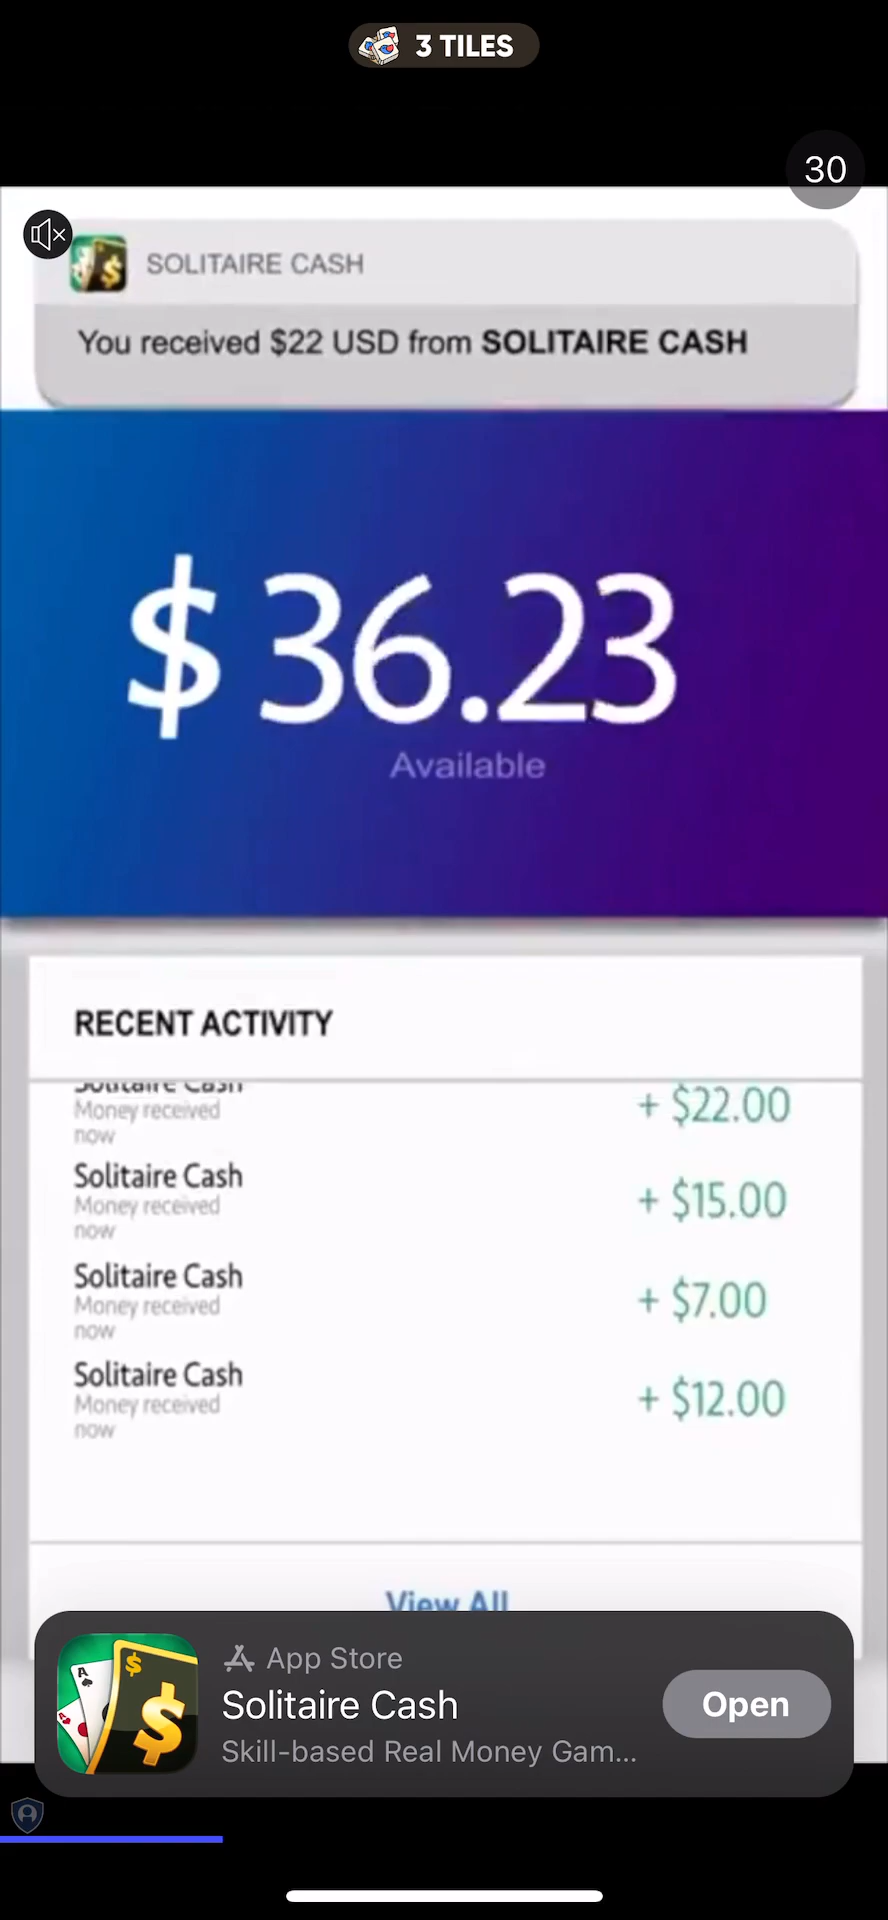 3 TILES
30
SOLITAIRE CASH
You received $22 USD from SOLITAIRE CASH
$36.23
Available
RECENT ACTIVITY
Solitaire Cash
Money received
now
+ $22.00
Solitaire Cash
Money received
now
+ $15.00
Solitaire Cash
Money received
now
+ $7.00
Solitaire Cash
Money received
now
+ $12.00
View All
App Store
Solitaire Cash
Skill-based Real Money Gam...
Open